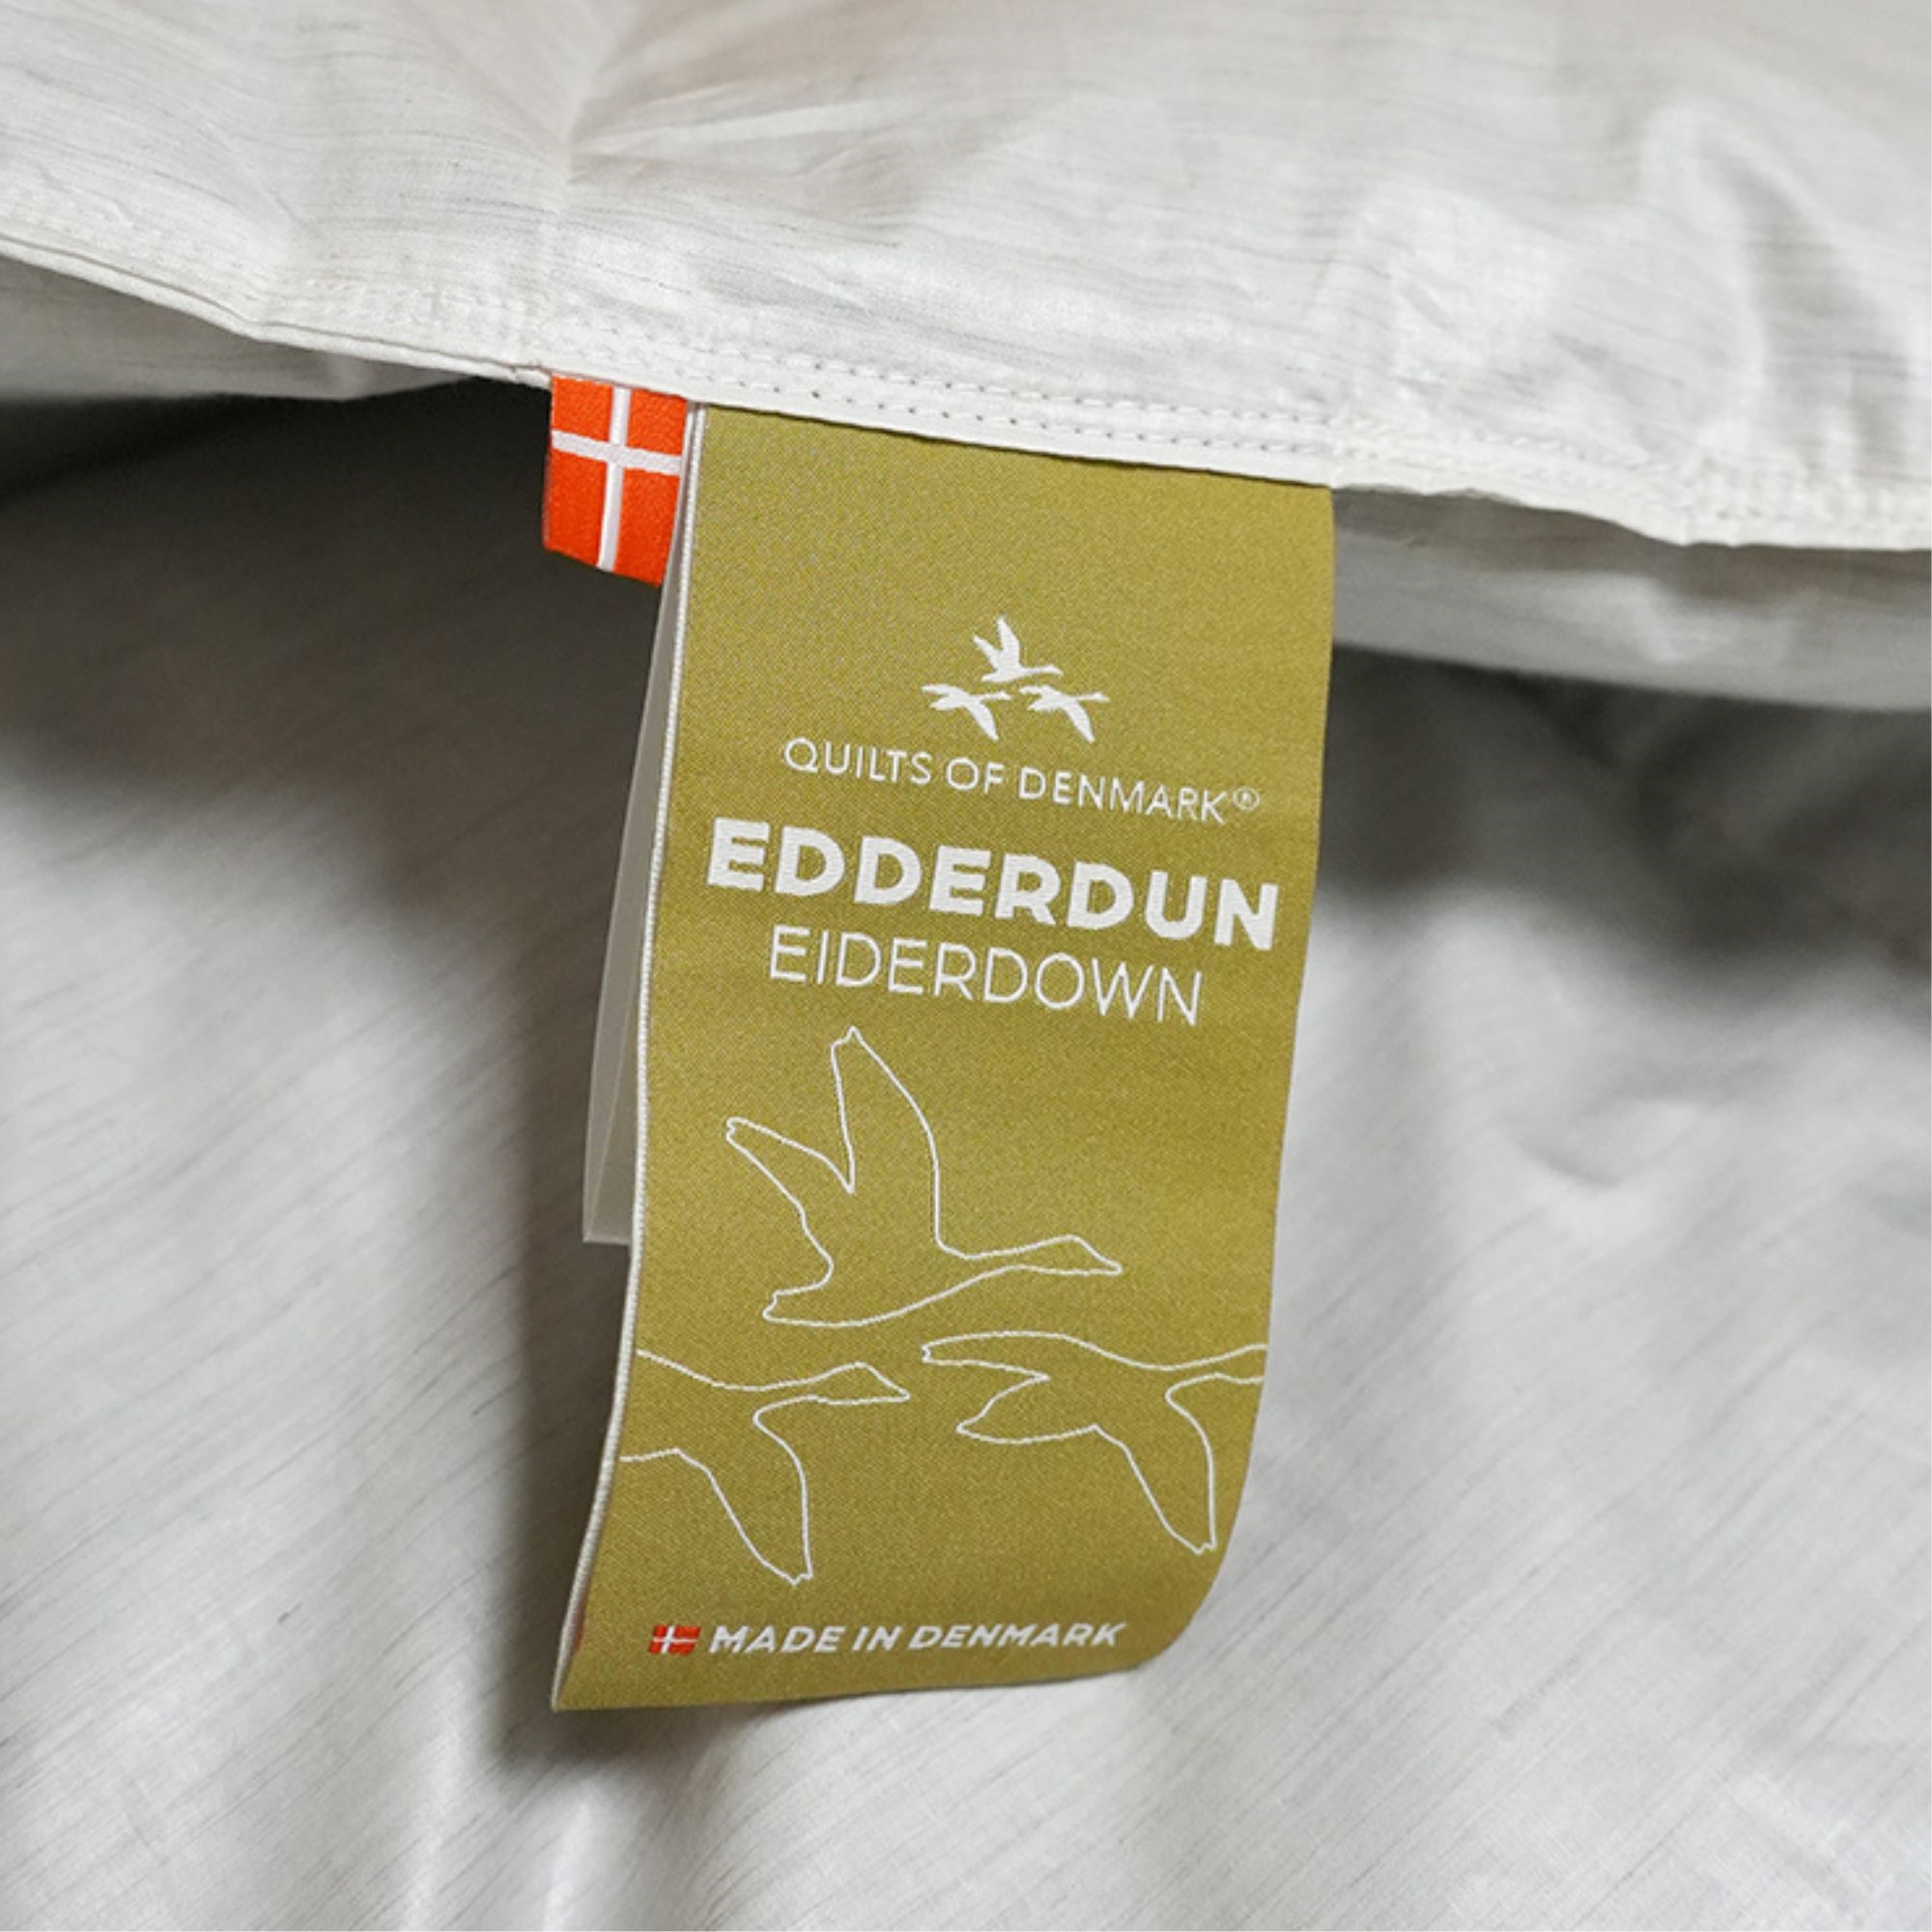 QUILTS OF DENMARK®
EDDERDUN
EIDERDOWN
MADE IN DENMARK